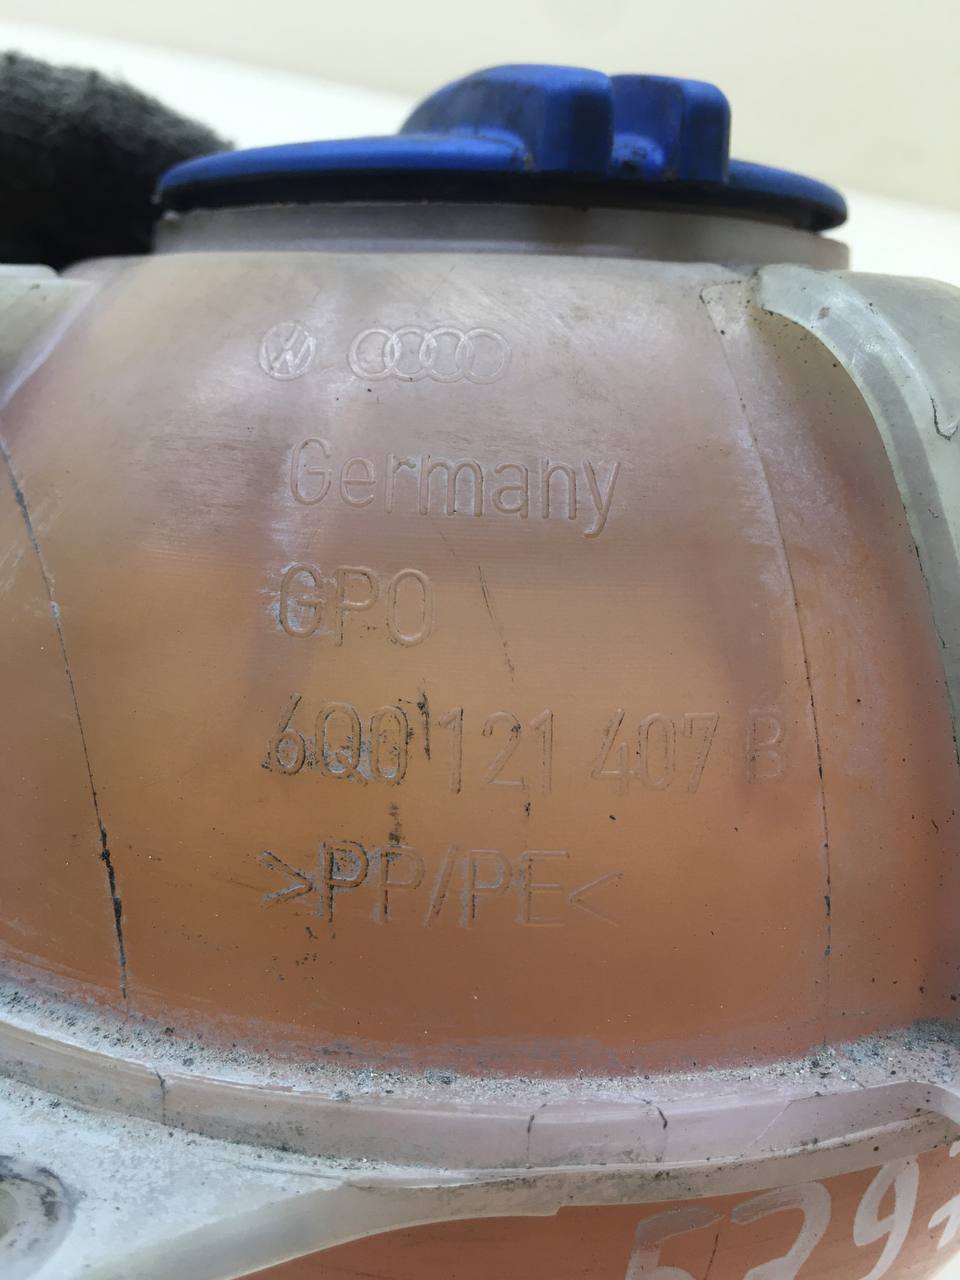 Germany
GPO
6Q0 121 407 B
>PP/PE<